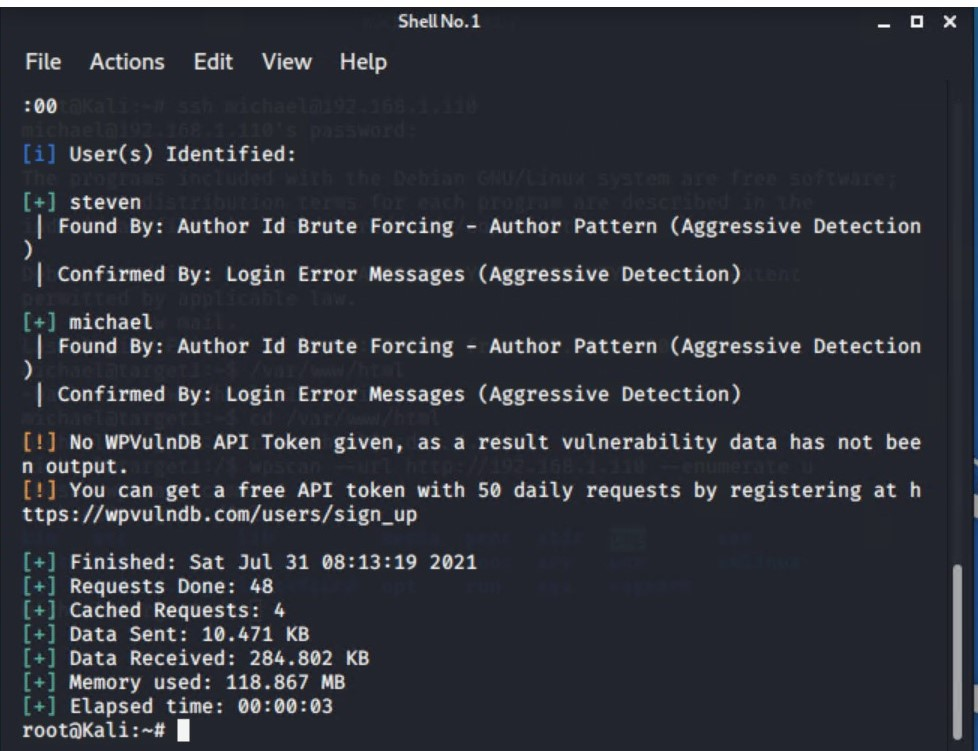 Shell No.1
File Actions Edit View Help
:00
[i] User(s) Identified:
[+] steven
| Found By: Author Id Brute Forcing - Author Pattern (Aggressive Detection
)
| Confirmed By: Login Error Messages (Aggressive Detection)
[+] michael
| Found By: Author Id Brute Forcing - Author Pattern (Aggressive Detection
)
| Confirmed By: Login Error Messages (Aggressive Detection)
[!] No WPVulnDB API Token given, as a result vulnerability data has not bee
n output.
[!] You can get a free API token with 50 daily requests by registering at h
ttps://wpvulndb.com/users/sign_up
[+] Finished: Sat Jul 31 08:13:19 2021
[+] Requests Done: 48
[+] Cached Requests: 4
[+] Data Sent: 10.471 KB
[+] Data Received: 284.802 KB
[+] Memory used: 118.867 MB
[+] Elapsed time: 00:00:03
root@Kali:~#